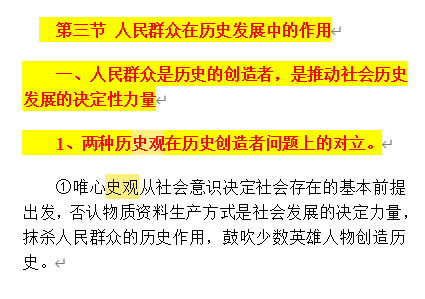 第三节 人民群众在历史发展中的作用
一、人民群众是历史的创造者，是推动社会历史
发展的决定性力量
1、两种历史观在历史创造者问题上的对立。
①唯心史观从社会意识决定社会存在的基本前提
出发，否认物质资料生产方式是社会发展的决定力量，
抹杀人民群众的历史作用，鼓吹少数英雄人物创造历
史。